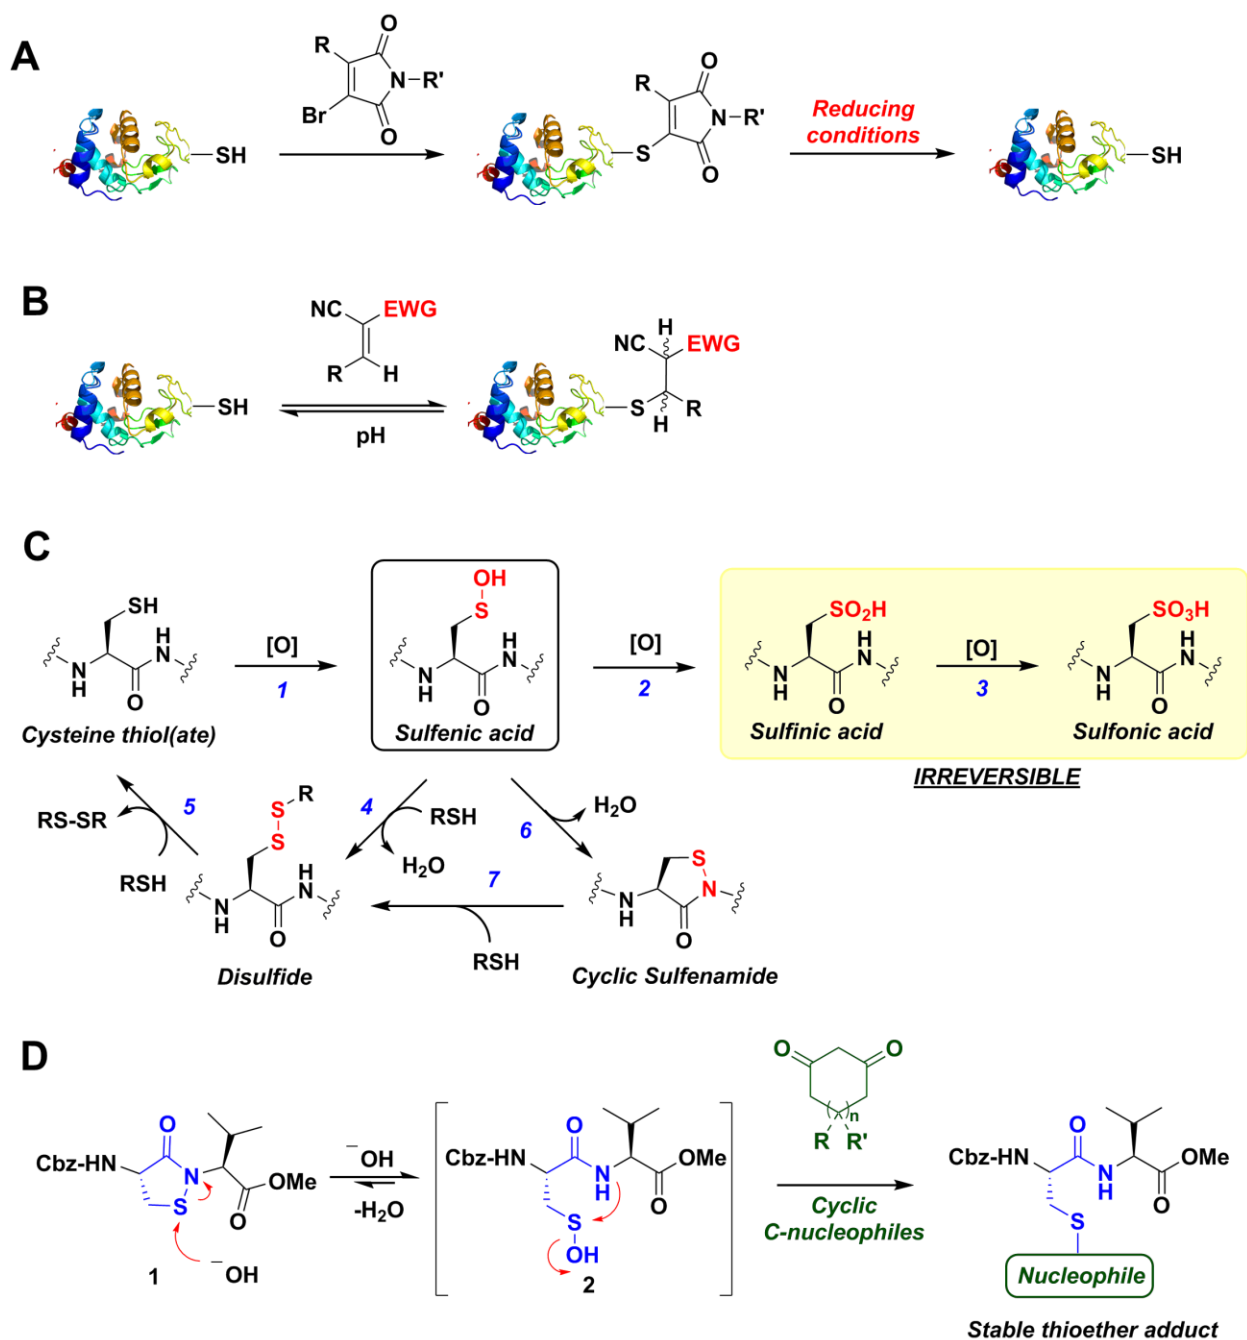 A
R
O
N
R'
Br
O
SH
R
O
N
R'
S
O
Reducing
conditions
SH
B
NC
EWG
R
H
SH
pH
H
NC
EWG
S
H
R
C
SH
N
H
O
H
N
Cysteine thiol(ate)
[O]
1
OH
S
N
H
O
H
N
Sulfenic acid
[O]
2
SO2H
N
H
O
H
N
Sulfinic acid
[O]
3
SO3H
N
H
O
H
N
Sulfonic acid
IRREVERSIBLE
RS-SR
5
RSH
R
S
S
N
H
O
H
N
Disulfide
4
RSH
H2O
6
H2O
7
RSH
S
N
N
H
O
Cyclic Sulfenamide
D
O
Cbz-HN
N
S
OMe
O
1
−OH
−OH
-H2O
O
Cbz-HN
N
H
OMe
O
S
OH
2
O
O
n
R
R'
Cyclic
C-nucleophiles
O
Cbz-HN
N
H
OMe
O
S
Nucleophile
Stable thioether adduct